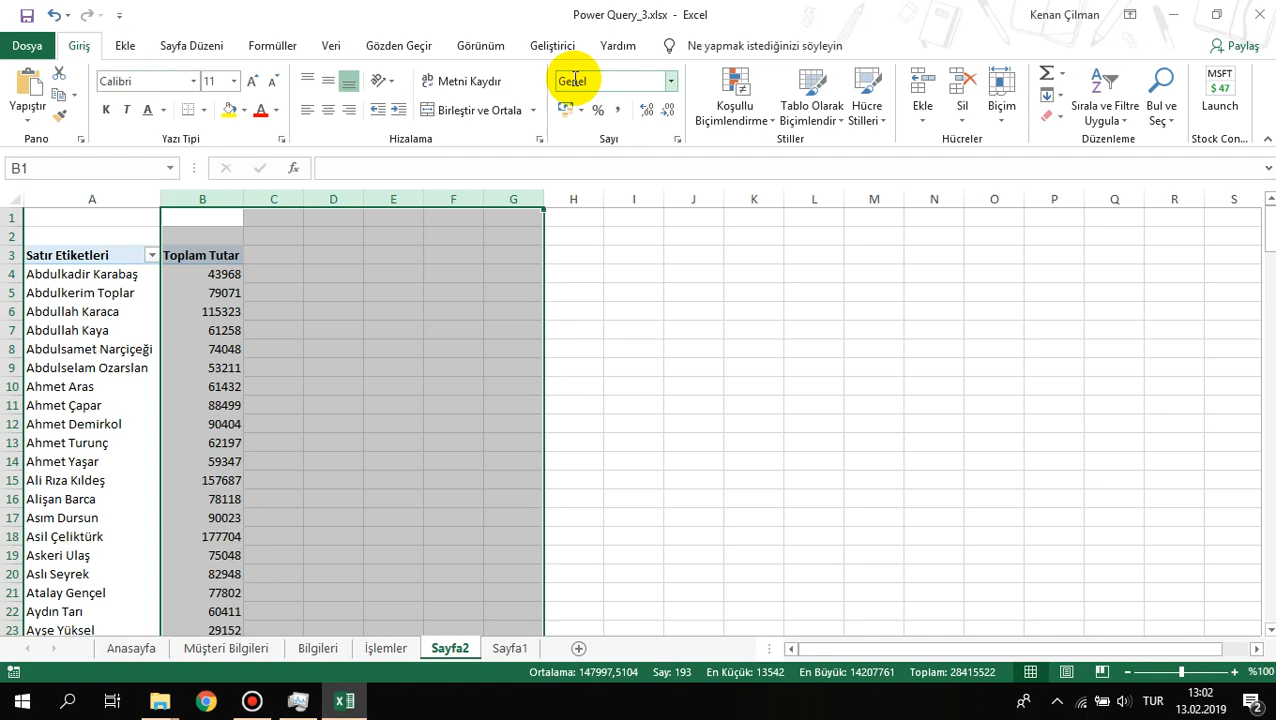 Power Query_3.xlsx - Excel
Kenan Çilman
Dosya Giriş Ekle Sayfa Düzeni Formüller Veri Gözden Geçir Görünüm Geliştirici Yardım Ne yapmak istediğinizi söyleyin Paylaş
Yapıştır
Calibri 11
K T A
Metni Kaydır
Birleştir ve Ortala
Genel
%
Koşullu Biçimlendirme
Tablo Olarak Biçimlendir
Hücre Stilleri
Ekle
Sil
Biçim
Sırala ve Filtre Uygula
Bul ve Seç
MSFT
$ 47
Launch
Pano Yazı Tipi Hizalama Sayı Stiller Hücreler Düzenleme Stock Con...
B1 fx
A B C D E F G H I J K L M N O P Q R S
1
2
3 Satır Etiketleri Toplam Tutar
4 Abdulkadir Karabaş 43968
5 Abdulkerim Toplar 79071
6 Abdullah Karaca 115323
7 Abdullah Kaya 61258
8 Abdulsamet Narçiçeği 74048
9 Abdulselam Ozarslan 53211
10 Ahmet Aras 61432
11 Ahmet Çapar 88499
12 Ahmet Demirkol 90404
13 Ahmet Turunç 62197
14 Ahmet Yaşar 59347
15 Ali Rıza Kıldeş 157687
16 Alişan Barca 78118
17 Asım Dursun 90023
18 Asil Çeliktürk 177704
19 Askeri Ulaş 75048
20 Aslı Seyrek 82948
21 Atalay Gençel 77802
22 Aydın Tarı 60411
23 Ayşe Yüksel 29152
Anasayfa Müşteri Bilgileri Bilgileri İşlemler Sayfa2 Sayfa1
Ortalama: 147997,5104 Say: 193 En Küçük: 13542 En Büyük: 14207761 Toplam: 28415522 %100
TUR
13:02
13.02.2019
2